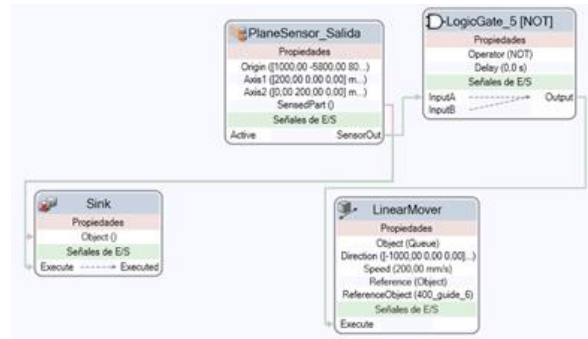 PlaneSensor_Salida
Propiedades
Origin ([1000,00 -5800,00 80...)
Axis1 ([200,00 0,00 0,00] m...)
Axis2 ([0,00 200,00 0,00] m...)
SensedPart ()
Señales de E/S
Active SensorOut
LogicGate_5 [NOT]
Propiedades
Operator (NOT)
Delay (0,0 s)
Señales de E/S
InputA Output
InputB
Sink
Propiedades
Object ()
Señales de E/S
Execute Executed
LinearMover
Propiedades
Object (Queue)
Direction ([-1000,00 0,00 0,00]...)
Speed (200,00 mm/s)
Reference (Object)
ReferenceObject (400_guide_6)
Señales de E/S
Execute